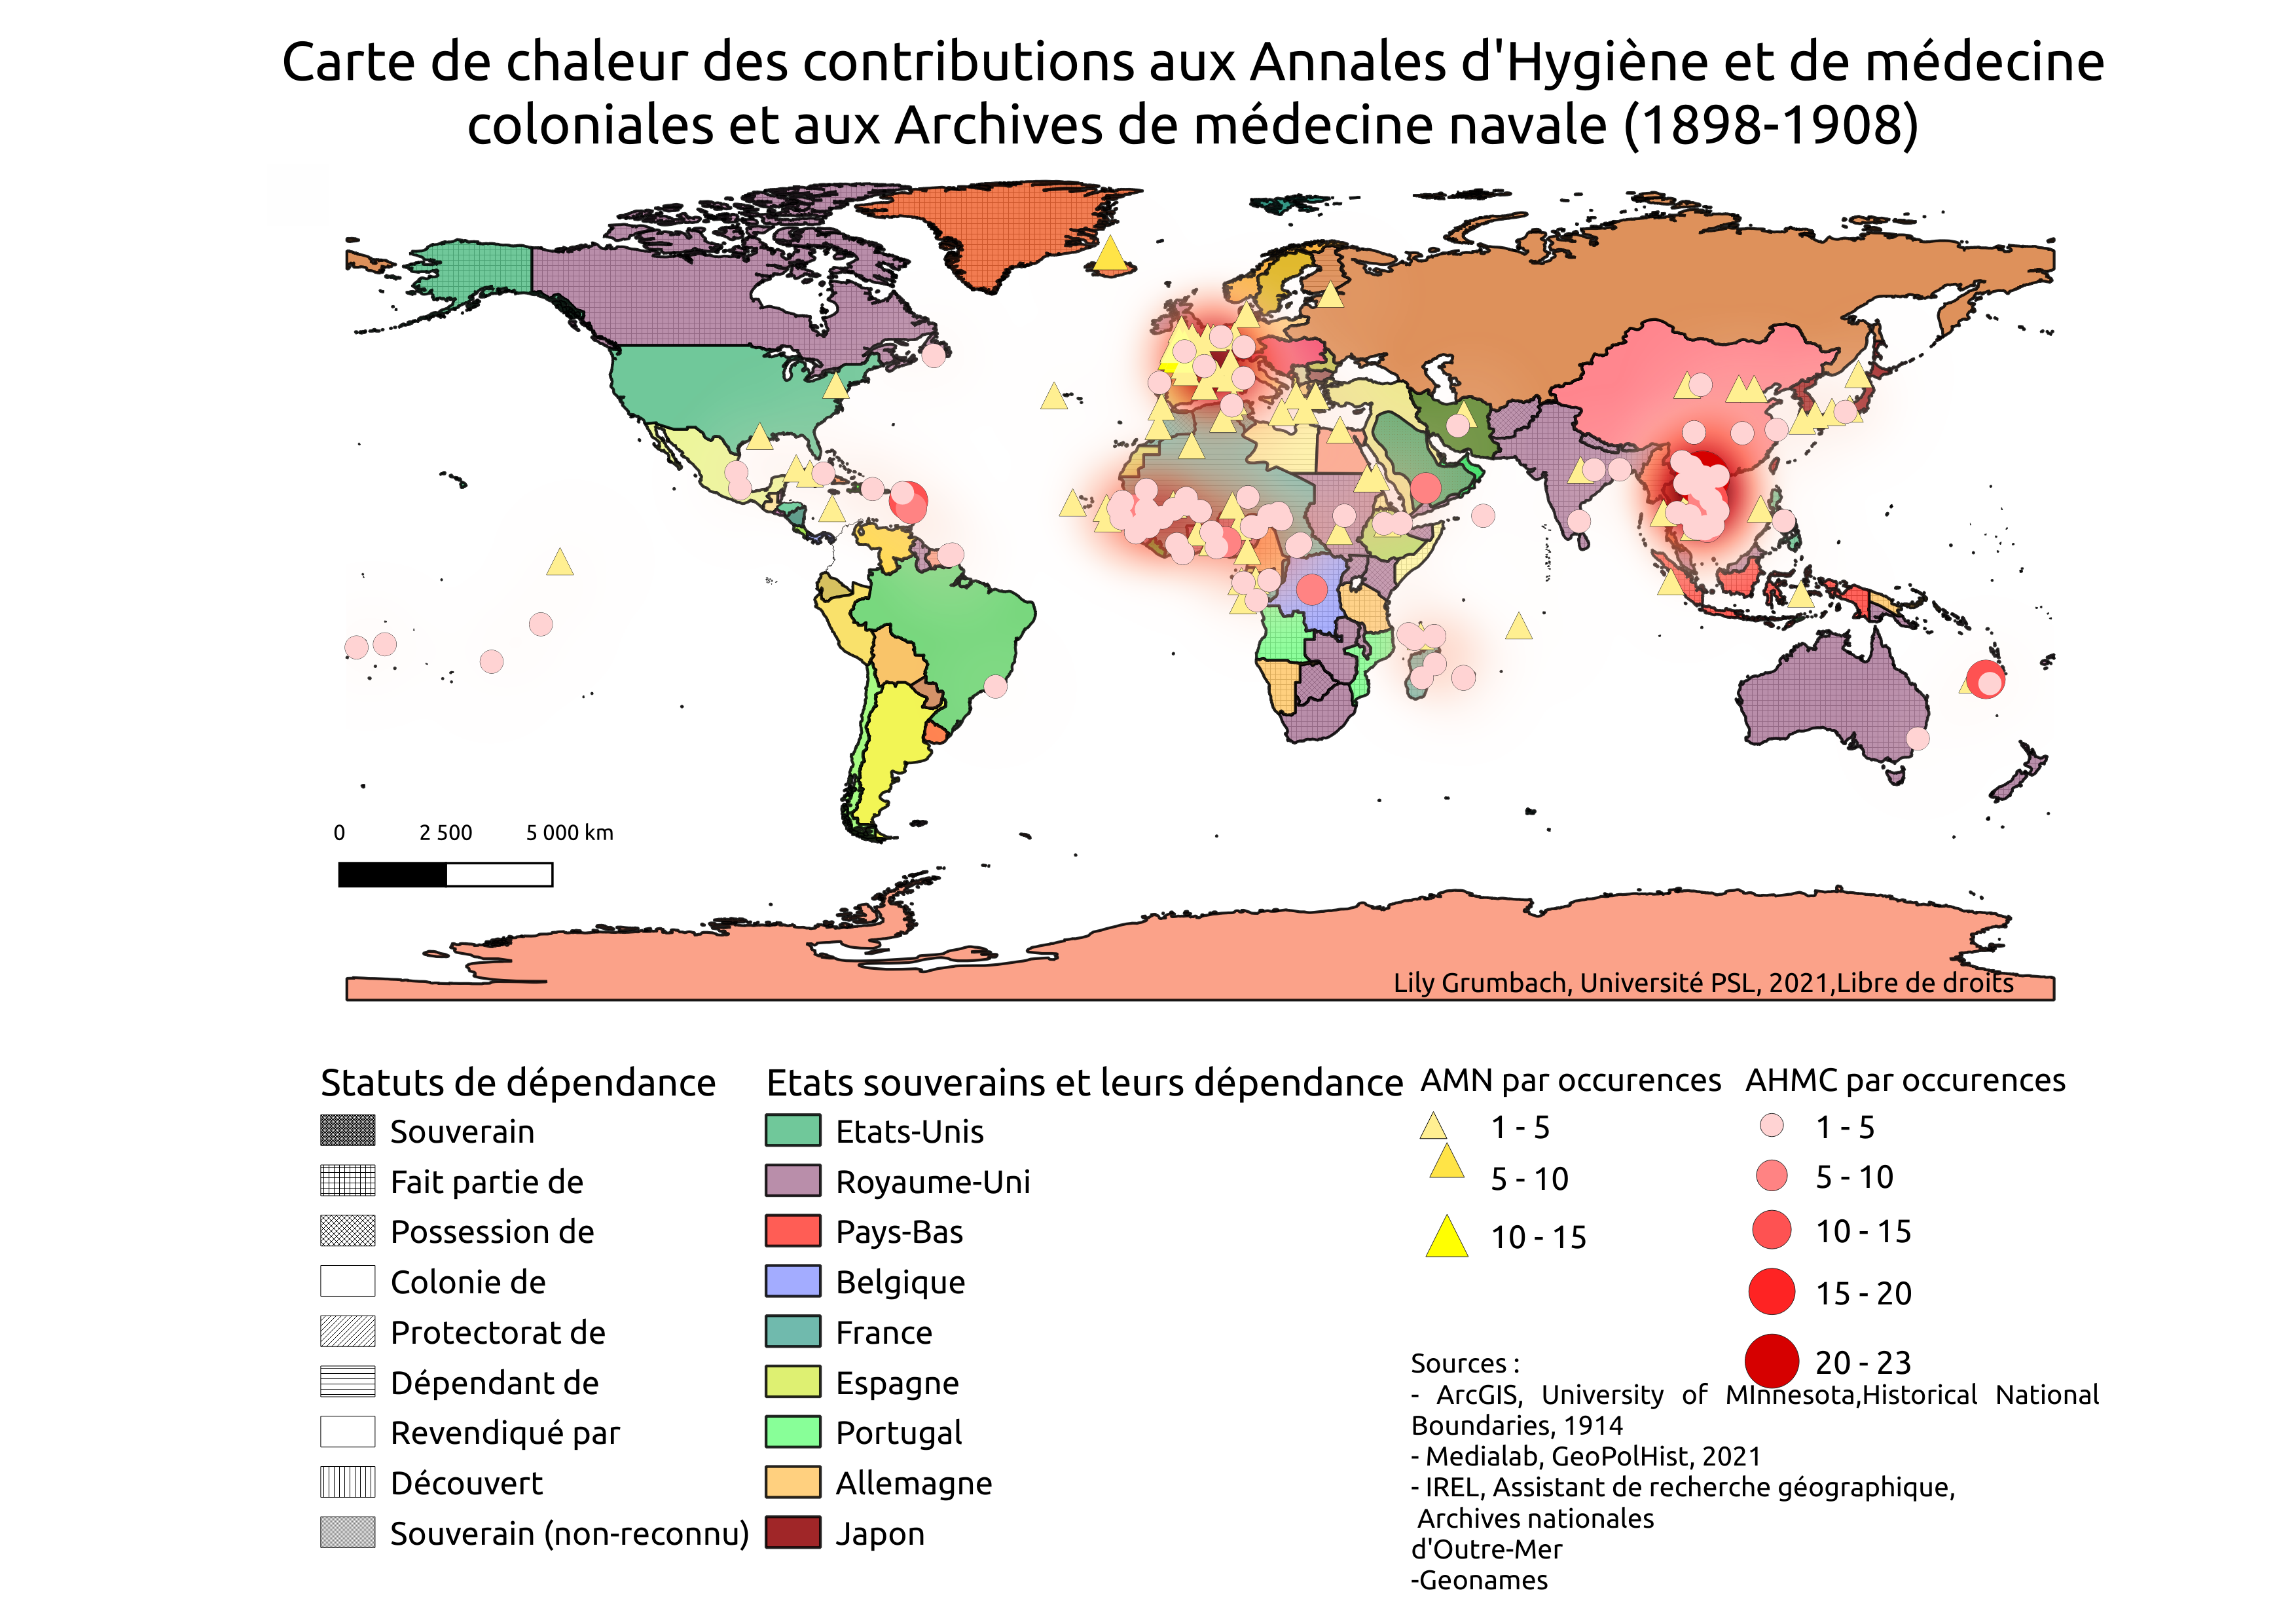 Carte de chaleur des contributions aux Annales d'Hygiène et de médecine
coloniales et aux Archives de médecine navale (1898-1908)
0 2 500 5 000 km
Lily Grumbach, Université PSL, 2021,Libre de droits
Statuts de dépendance
Souverain
Fait partie de
Possession de
Colonie de
Protectorat de
Dépendant de
Revendiqué par
Découvert
Souverain (non-reconnu)
Etats souverains et leurs dépendance
Etats-Unis
Royaume-Uni
Pays-Bas
Belgique
France
Espagne
Portugal
Allemagne
Japon
AMN par occurences
1 - 5
5 - 10
10 - 15
AHMC par occurences
1 - 5
5 - 10
10 - 15
15 - 20
20 - 23
Sources :
- ArcGIS, University of MInnesota,Historical National
Boundaries, 1914
- Medialab, GeoPolHist, 2021
- IREL, Assistant de recherche géographique,
Archives nationales
d'Outre-Mer
-Geonames